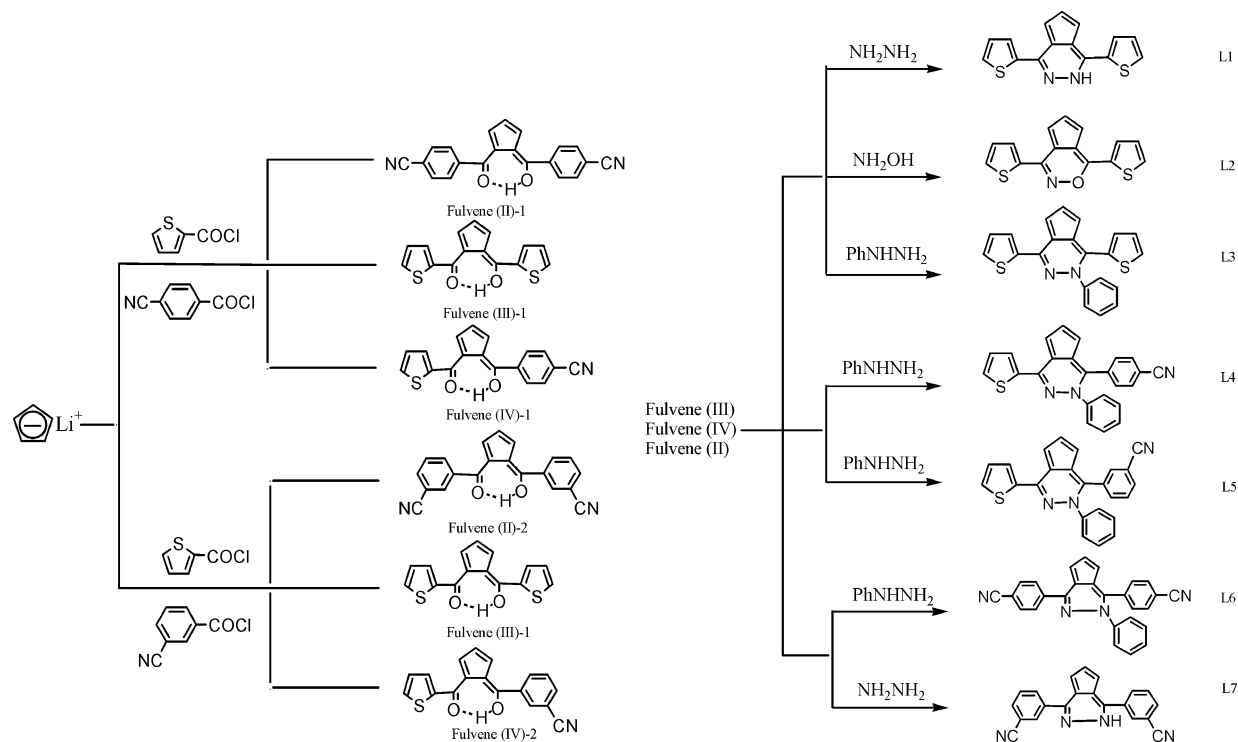 NC
CN
O
H
O
Fulvene (II)-1
S
COCl
NC
COCl
S
S
O
H
O
Fulvene (III)-1
S
CN
O
H
O
Fulvene (IV)-1
Li+
NC
CN
O
H
O
Fulvene (II)-2
S
COCl
COCl
NC
S
S
O
H
O
Fulvene (III)-1
S
CN
O
H
O
Fulvene (IV)-2
Fulvene (III)
Fulvene (IV)
Fulvene (II)
NH2NH2
S
S
N
NH
L1
NH2OH
S
S
N
O
L2
PhNHNH2
S
S
N
N
L3
PhNHNH2
S
CN
N
N
L4
PhNHNH2
CN
S
N
N
L5
PhNHNH2
NC
CN
N
N
L6
NH2NH2
N
NH
NC
CN
L7